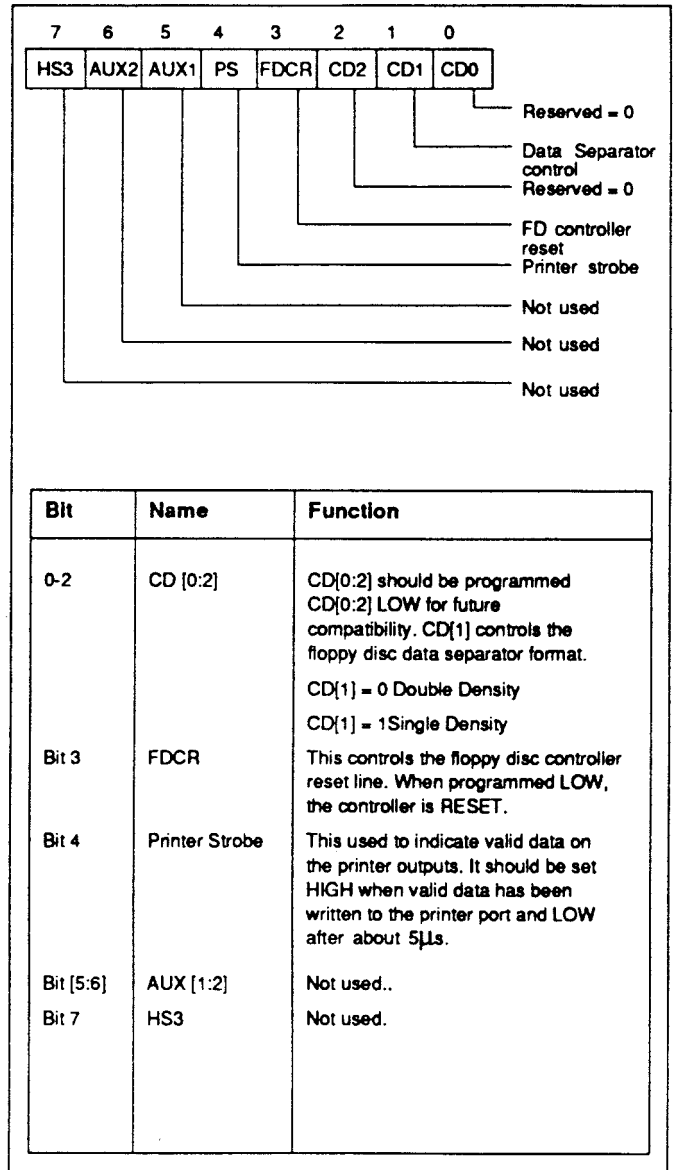 7 6 5 4 3 2 1 0
HS3 AUX2 AUX1 PS FDCR CD2 CD1 CD0
Reserved = 0
Data Separator
control
Reserved = 0
FD controller
reset
Printer strobe
Not used
Not used
Not used
Bit Name Function
0-2 CD [0:2] CD[0:2] should be programmed
CD[0:2] LOW for future
compatibility. CD[1] controls the
floppy disc data separator format.
CD[1] = 0 Double Density
CD[1] = 1Single Density
Bit 3 FDCR This controls the floppy disc controller
reset line. When programmed LOW,
the controller is RESET.
Bit 4 Printer Strobe This used to indicate valid data on
the printer outputs. It should be set
HIGH when valid data has been
written to the printer port and LOW
after about 5µs.
Bit [5:6] AUX [1:2] Not used..
Bit 7 HS3 Not used.